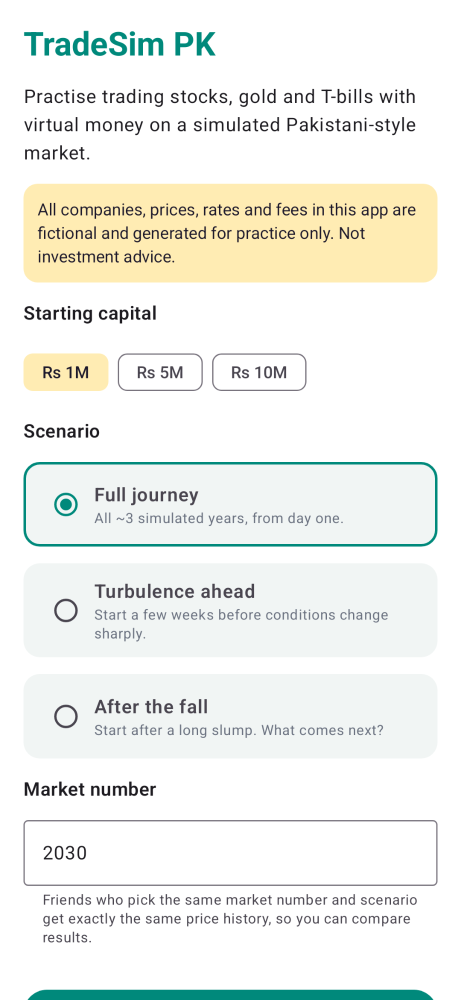 TradeSim PK
Practise trading stocks, gold and T-bills with
virtual money on a simulated Pakistani-style
market.
All companies, prices, rates and fees in this app are
fictional and generated for practice only. Not
investment advice.
Starting capital
Rs 1M
Rs 5M
Rs 10M
Scenario
Full journey
All ~3 simulated years, from day one.
Turbulence ahead
Start a few weeks before conditions change
sharply.
After the fall
Start after a long slump. What comes next?
Market number
2030
Friends who pick the same market number and scenario
get exactly the same price history, so you can compare
results.